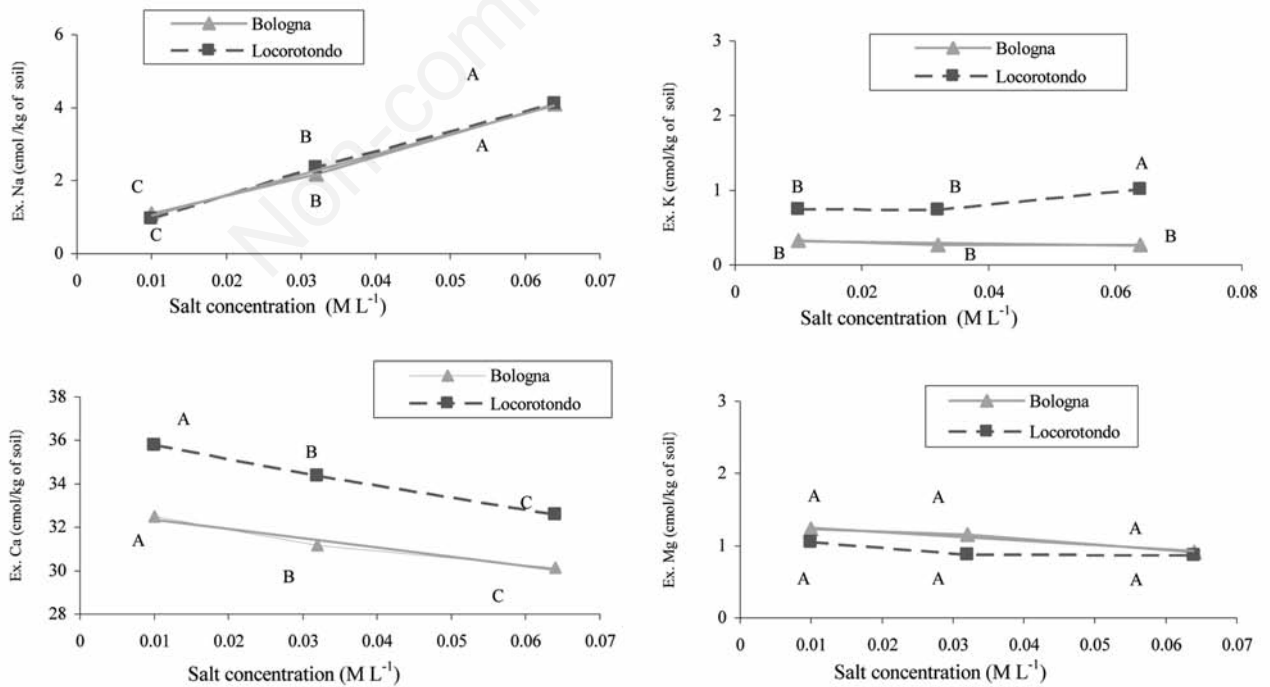 Non-comm
Bologna
Locorotondo
Ex. Na (cmol /kg of soil)
6
4
2
0
A
B
C
A
B
C
0
0.01
0.02
0.03
0.04
0.05
0.06
0.07
Salt concentration (M L-1)
Bologna
Locorotondo
Ex. K (cmol/kg of soil)
3
2
1
0
B
B
A
B
B
B
0
0.02
0.04
0.06
0.08
Salt concentration (M L-1)
Bologna
Locorotondo
Ex. Ca (cmol/kg of soil)
38
36
34
32
30
28
A
B
C
A
B
C
0
0.01
0.02
0.03
0.04
0.05
0.06
0.07
Salt concentration (M L-1)
Bologna
Locorotondo
Ex. Mg (cmol/kg of soil)
3
2
1
0
A
A
A
A
A
A
0
0.01
0.02
0.03
0.04
0.05
0.06
0.07
Salt concentration (M L-1)